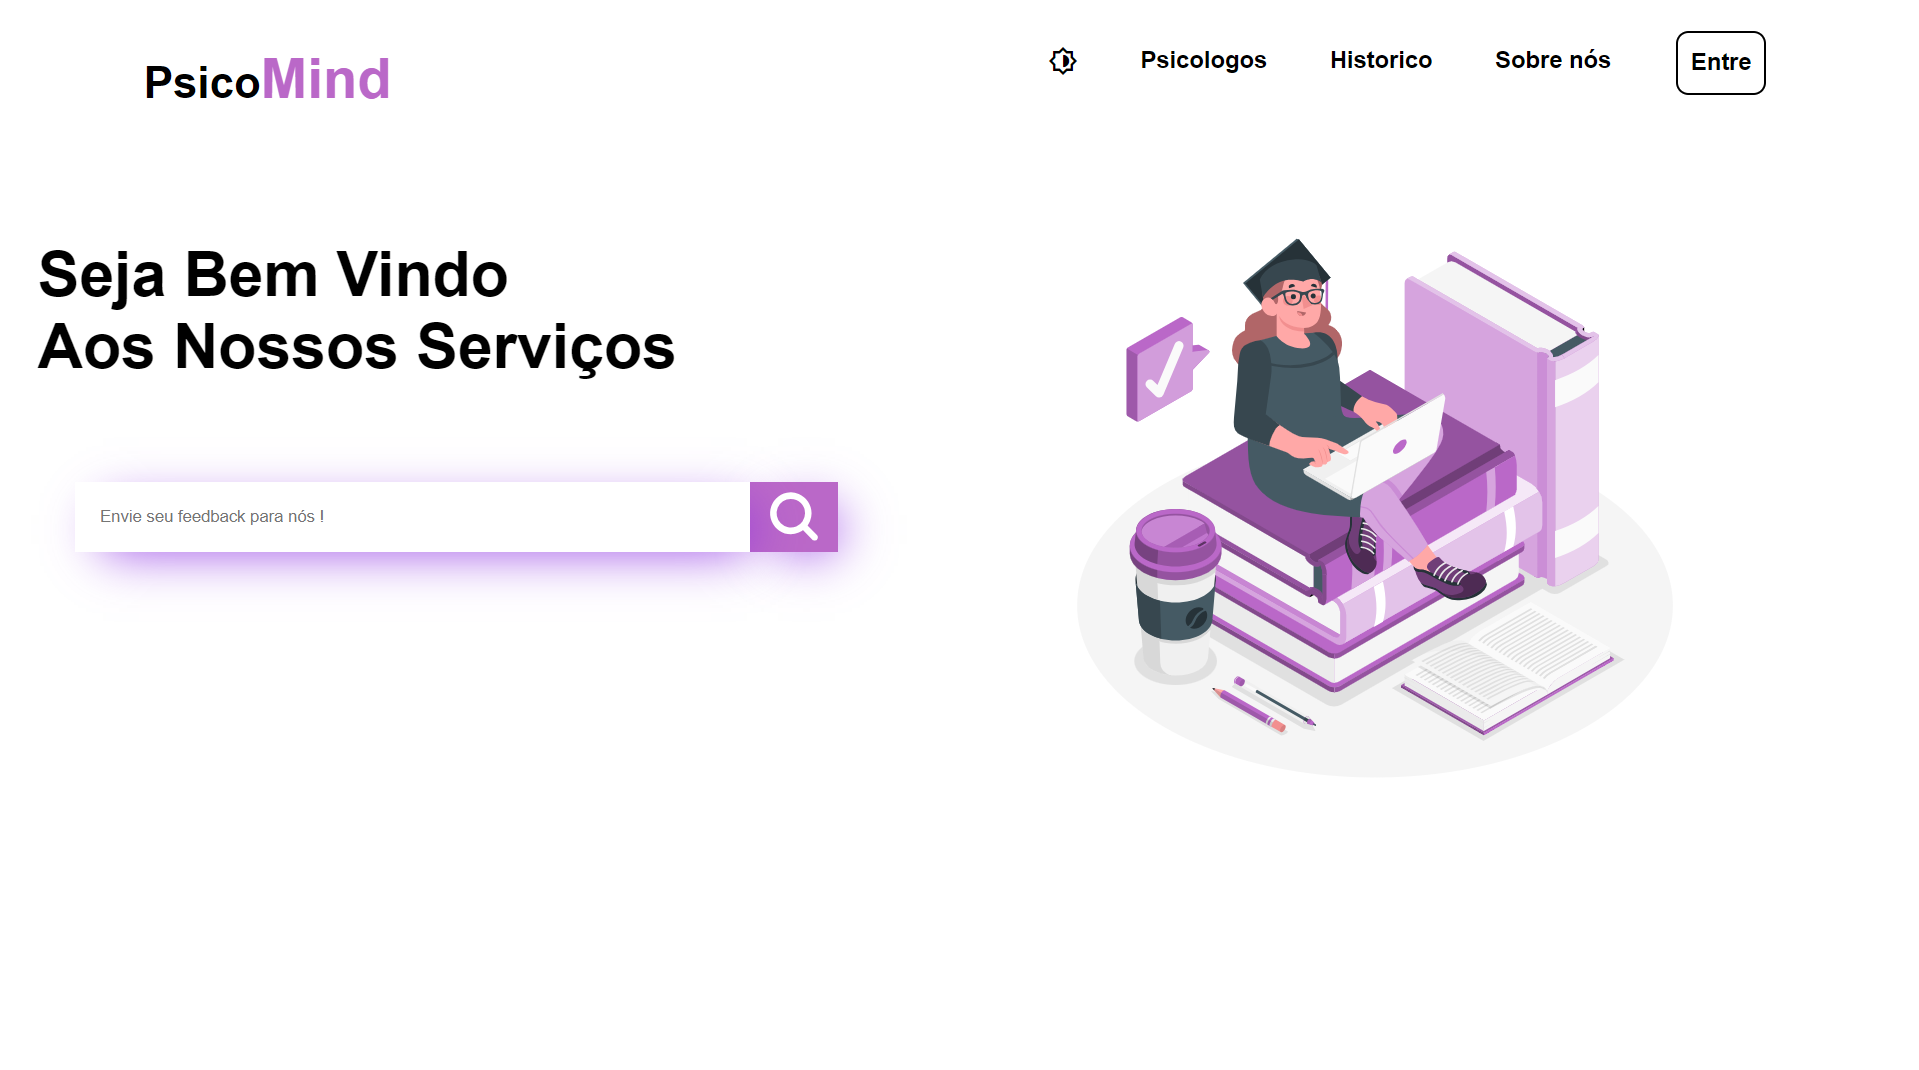 PsicoMind
Psicologos
Historico
Sobre nós
Entre
Seja Bem Vindo
Aos Nossos Serviços
Envie seu feedback para nós !